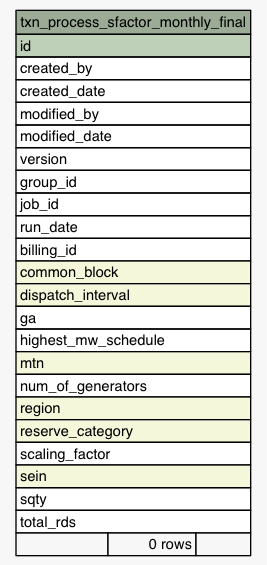 txn_process_sfactor_monthly_final
id
created_by
created_date
modified_by
modified_date
version
group_id
job_id
run_date
billing_id
common_block
dispatch_interval
ga
highest_mw_schedule
mtn
num_of_generators
region
reserve_category
scaling_factor
sein
sqty
total_rds
0 rows